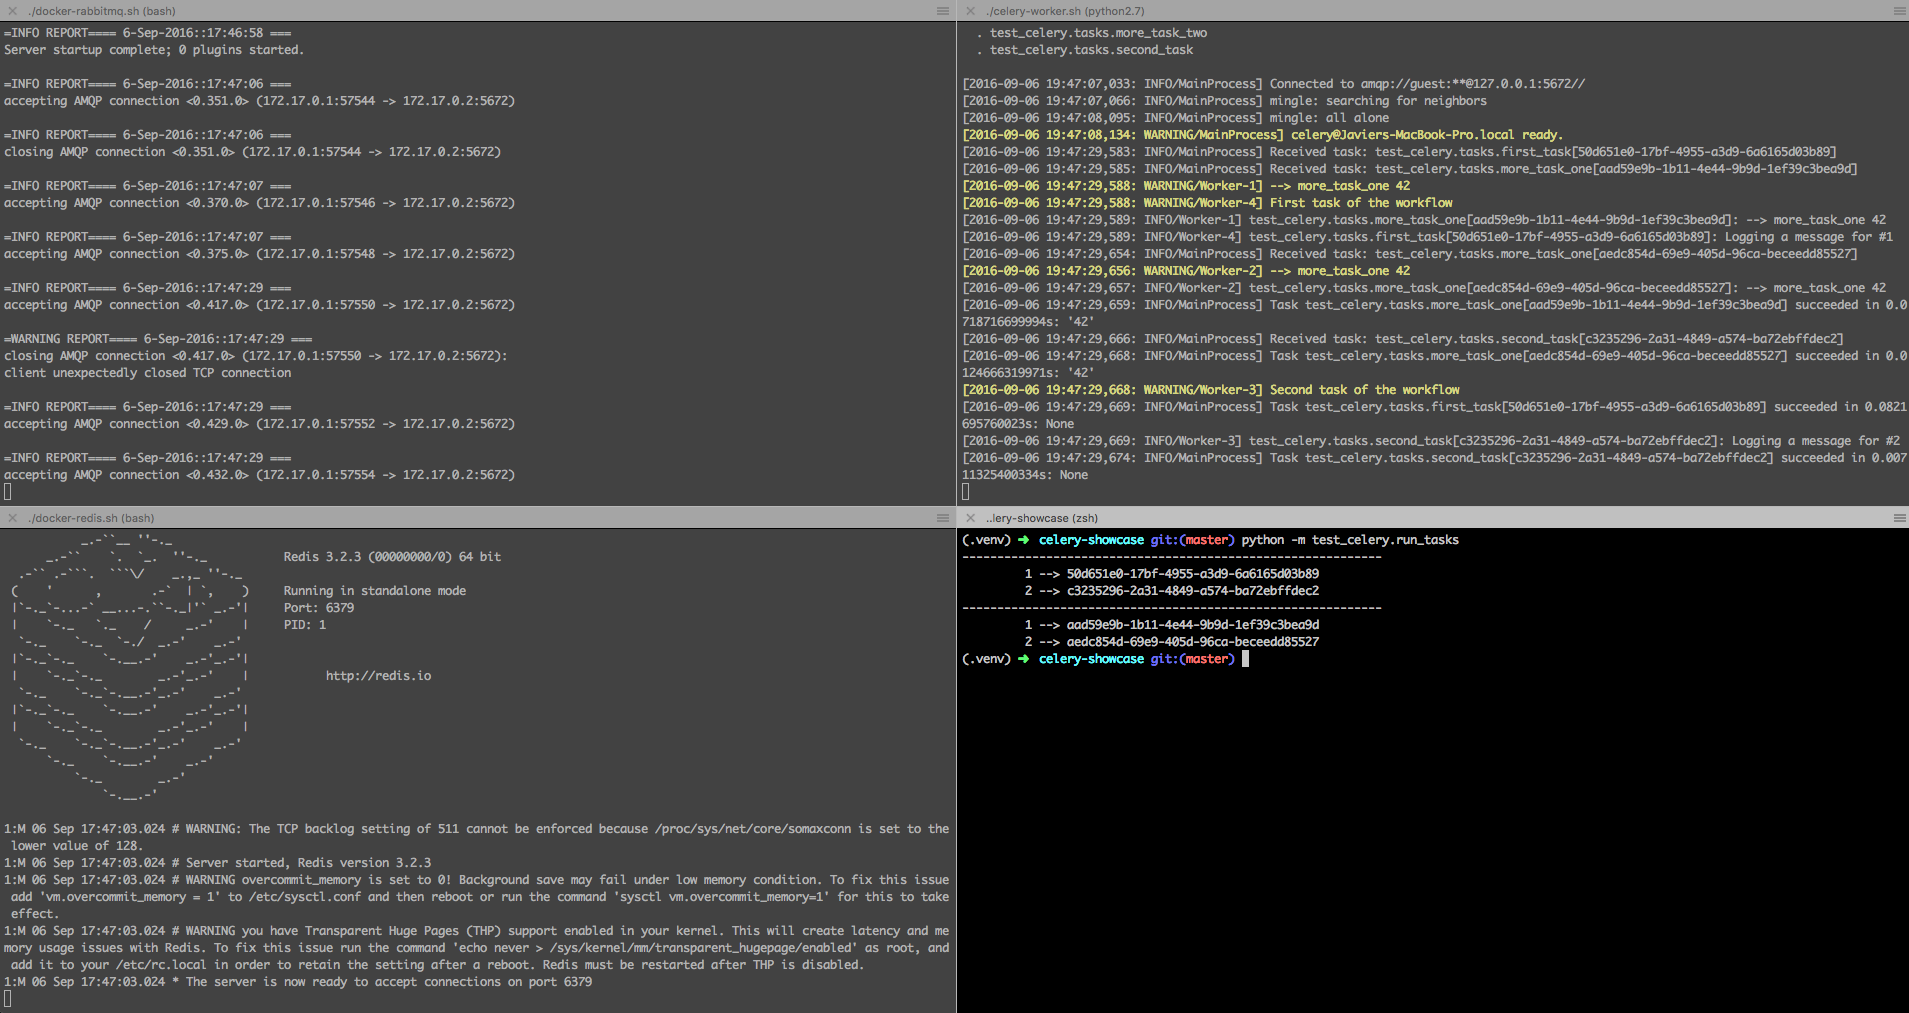 ./docker-rabbitmq.sh (bash)
=INFO REPORT==== 6-Sep-2016::17:46:58 ===
Server startup complete; 0 plugins started.
=INFO REPORT==== 6-Sep-2016::17:47:06 ===
accepting AMQP connection <0.351.0> (172.17.0.1:57544 -> 172.17.0.2:5672)
=INFO REPORT==== 6-Sep-2016::17:47:06 ===
closing AMQP connection <0.351.0> (172.17.0.1:57544 -> 172.17.0.2:5672)
=INFO REPORT==== 6-Sep-2016::17:47:07 ===
accepting AMQP connection <0.370.0> (172.17.0.1:57546 -> 172.17.0.2:5672)
=INFO REPORT==== 6-Sep-2016::17:47:07 ===
accepting AMQP connection <0.375.0> (172.17.0.1:57548 -> 172.17.0.2:5672)
=INFO REPORT==== 6-Sep-2016::17:47:29 ===
accepting AMQP connection <0.417.0> (172.17.0.1:57550 -> 172.17.0.2:5672)
=WARNING REPORT==== 6-Sep-2016::17:47:29 ===
closing AMQP connection <0.417.0> (172.17.0.1:57550 -> 172.17.0.2:5672):
client unexpectedly closed TCP connection
=INFO REPORT==== 6-Sep-2016::17:47:29 ===
accepting AMQP connection <0.429.0> (172.17.0.1:57552 -> 172.17.0.2:5672)
=INFO REPORT==== 6-Sep-2016::17:47:29 ===
accepting AMQP connection <0.432.0> (172.17.0.1:57554 -> 172.17.0.2:5672)
./celery-worker.sh (python2.7)
. test_celery.tasks.more_task_two
. test_celery.tasks.second_task
[2016-09-06 19:47:07,033: INFO/MainProcess] Connected to amqp://guest:**@127.0.0.1:5672//
[2016-09-06 19:47:07,066: INFO/MainProcess] mingle: searching for neighbors
[2016-09-06 19:47:08,095: INFO/MainProcess] mingle: all alone
[2016-09-06 19:47:08,134: WARNING/MainProcess] celery@Javiers-MacBook-Pro.local ready.
[2016-09-06 19:47:29,583: INFO/MainProcess] Received task: test_celery.tasks.first_task[50d651e0-17bf-4955-a3d9-6a6165d03b89]
[2016-09-06 19:47:29,585: INFO/MainProcess] Received task: test_celery.tasks.more_task_one[aad59e9b-1b11-4e44-9b9d-1ef39c3bea9d]
[2016-09-06 19:47:29,588: WARNING/Worker-1] --> more_task_one 42
[2016-09-06 19:47:29,588: WARNING/Worker-4] First task of the workflow
[2016-09-06 19:47:29,589: INFO/Worker-1] test_celery.tasks.more_task_one[aad59e9b-1b11-4e44-9b9d-1ef39c3bea9d]: --> more_task_one 42
[2016-09-06 19:47:29,589: INFO/Worker-4] test_celery.tasks.first_task[50d651e0-17bf-4955-a3d9-6a6165d03b89]: Logging a message for #1
[2016-09-06 19:47:29,654: INFO/MainProcess] Received task: test_celery.tasks.more_task_one[aedc854d-69e9-405d-96ca-beceedd85527]
[2016-09-06 19:47:29,656: WARNING/Worker-2] --> more_task_one 42
[2016-09-06 19:47:29,657: INFO/Worker-2] test_celery.tasks.more_task_one[aedc854d-69e9-405d-96ca-beceedd85527]: --> more_task_one 42
[2016-09-06 19:47:29,659: INFO/MainProcess] Task test_celery.tasks.more_task_one[aad59e9b-1b11-4e44-9b9d-1ef39c3bea9d] succeeded in 0.0
718716699994s: '42'
[2016-09-06 19:47:29,666: INFO/MainProcess] Received task: test_celery.tasks.second_task[c3235296-2a31-4849-a574-ba72ebffdec2]
[2016-09-06 19:47:29,668: INFO/MainProcess] Task test_celery.tasks.more_task_one[aedc854d-69e9-405d-96ca-beceedd85527] succeeded in 0.0
124666319971s: '42'
[2016-09-06 19:47:29,668: WARNING/Worker-3] Second task of the workflow
[2016-09-06 19:47:29,669: INFO/MainProcess] Task test_celery.tasks.first_task[50d651e0-17bf-4955-a3d9-6a6165d03b89] succeeded in 0.0821
695760023s: None
[2016-09-06 19:47:29,669: INFO/Worker-3] test_celery.tasks.second_task[c3235296-2a31-4849-a574-ba72ebffdec2]: Logging a message for #2
[2016-09-06 19:47:29,674: INFO/MainProcess] Task test_celery.tasks.second_task[c3235296-2a31-4849-a574-ba72ebffdec2] succeeded in 0.007
11325400334s: None
./docker-redis.sh (bash)
Redis 3.2.3 (00000000/0) 64 bit
Running in standalone mode
Port: 6379
PID: 1
http://redis.io
1:M 06 Sep 17:47:03.024 # WARNING: The TCP backlog setting of 511 cannot be enforced because /proc/sys/net/core/somaxconn is set to the
lower value of 128.
1:M 06 Sep 17:47:03.024 # Server started, Redis version 3.2.3
1:M 06 Sep 17:47:03.024 # WARNING overcommit_memory is set to 0! Background save may fail under low memory condition. To fix this issue
add 'vm.overcommit_memory = 1' to /etc/sysctl.conf and then reboot or run the command 'sysctl vm.overcommit_memory=1' for this to take
effect.
1:M 06 Sep 17:47:03.024 # WARNING you have Transparent Huge Pages (THP) support enabled in your kernel. This will create latency and me
mory usage issues with Redis. To fix this issue run the command 'echo never > /sys/kernel/mm/transparent_hugepage/enabled' as root, and
add it to your /etc/rc.local in order to retain the setting after a reboot. Redis must be restarted after THP is disabled.
1:M 06 Sep 17:47:03.024 * The server is now ready to accept connections on port 6379
..lery-showcase (zsh)
(.venv) ➜ celery-showcase git:(master) python -m test_celery.run_tasks
------------------------------------------------------------
1 --> 50d651e0-17bf-4955-a3d9-6a6165d03b89
2 --> c3235296-2a31-4849-a574-ba72ebffdec2
------------------------------------------------------------
1 --> aad59e9b-1b11-4e44-9b9d-1ef39c3bea9d
2 --> aedc854d-69e9-405d-96ca-beceedd85527
(.venv) ➜ celery-showcase git:(master)